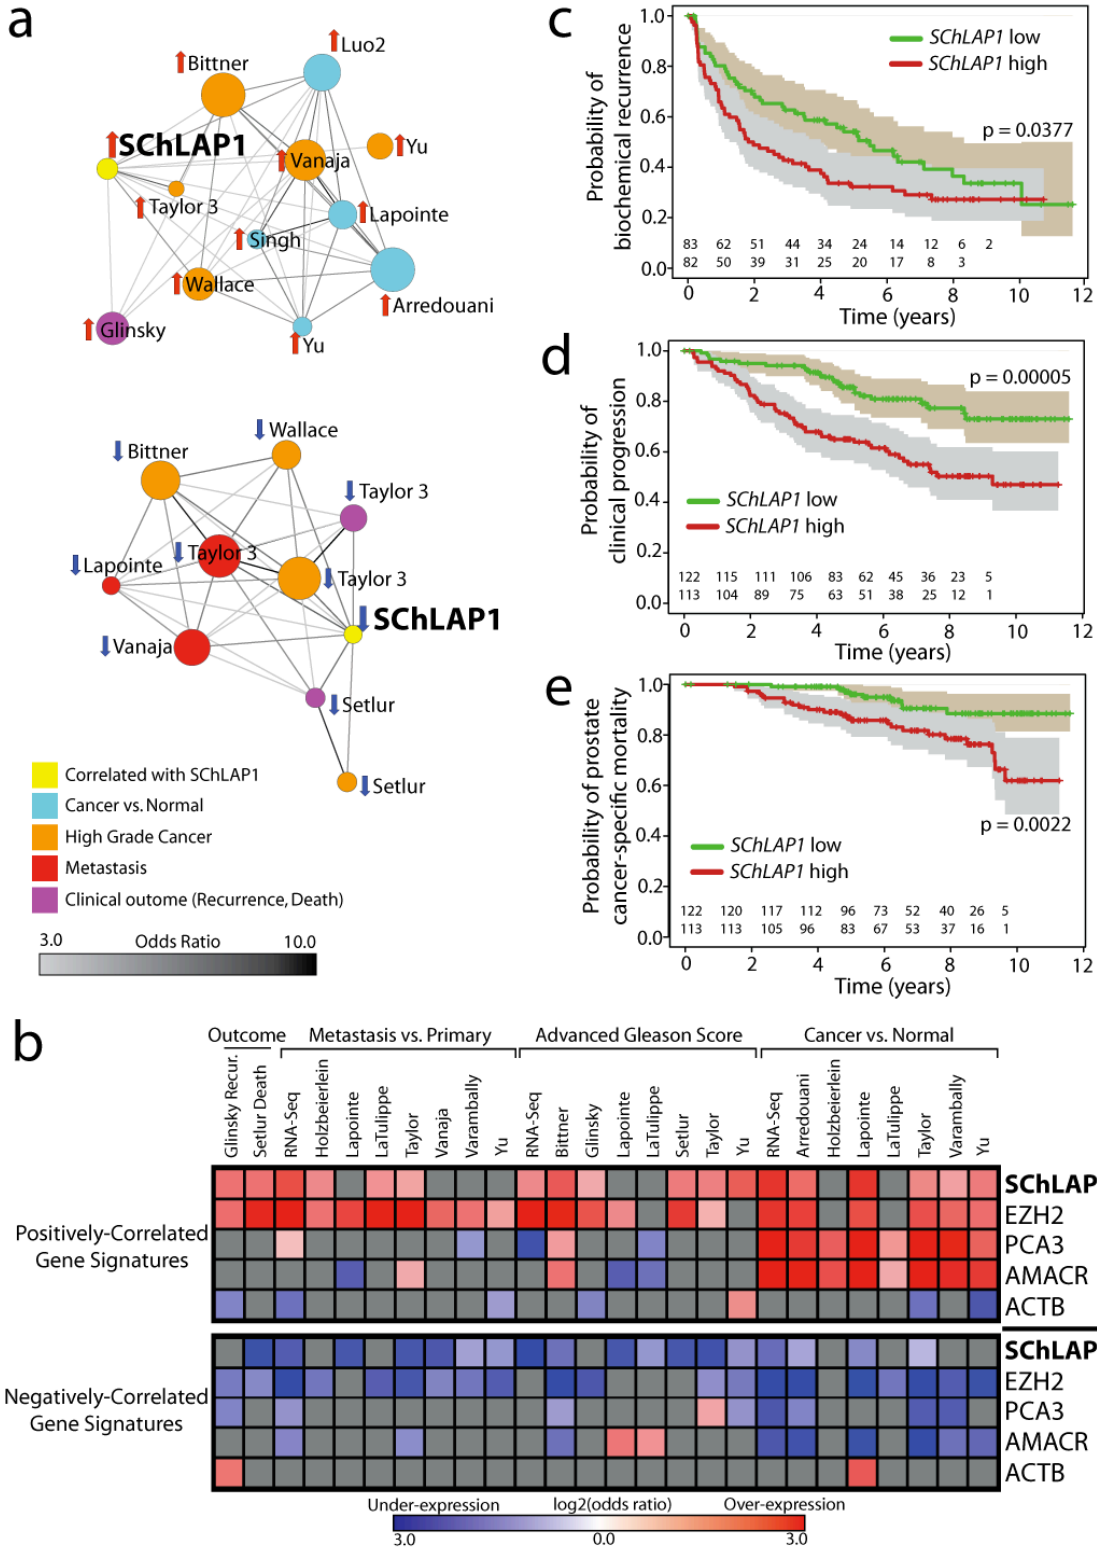 a
Luo2
Bittner
SChLAP1
Yu
Vanaja
Taylor 3
Lapointe
Singh
Wallace
Arredouani
Glinsky
Yu
Wallace
Bittner
Taylor 3
Taylor 3
Lapointe
Taylor 3
SChLAP1
Vanaja
Setlur
Setlur
Correlated with SChLAP1
Cancer vs. Normal
High Grade Cancer
Metastasis
Clinical outcome (Recurrence, Death)
3.0 Odds Ratio 10.0
c
Probability of
biochemical recurrence
1.0
0.8
0.6
0.4
0.2
0.0
SChLAP1 low
SChLAP1 high
p = 0.0377
83 62 51 44 34 24 14 12 6 2
82 50 39 31 25 20 17 8 3
0 2 4 6 8 10 12
Time (years)
d
Probability of
clinical progression
1.0
0.8
0.6
0.4
0.2
0.0
p = 0.00005
SChLAP1 low
SChLAP1 high
122 115 111 106 83 62 45 36 23 5
113 104 89 75 63 51 38 25 12 1
0 2 4 6 8 10 12
Time (years)
e
Probability of prostate
cancer-specific mortality
1.0
0.8
0.6
0.4
0.2
0.0
p = 0.0022
SChLAP1 low
SChLAP1 high
122 120 117 112 96 73 52 40 26 5
113 113 105 96 83 67 53 37 16 1
0 2 4 6 8 10 12
Time (years)
b
Outcome Metastasis vs. Primary Advanced Gleason Score Cancer vs. Normal
Glinsky Recur.
Setlur Death
RNA-Seq
Holzbeierlein
Lapointe
LaTulippe
Taylor
Vanaja
Varambally
Yu
RNA-Seq
Bittner
Glinsky
Lapointe
LaTulippe
Setlur
Taylor
Yu
RNA-Seq
Arredouani
Holzbeierlein
Lapointe
LaTulippe
Taylor
Varambally
Yu
Positively-Correlated
Gene Signatures
SChLAP
EZH2
PCA3
AMACR
ACTB
Negatively-Correlated
Gene Signatures
SChLAP
EZH2
PCA3
AMACR
ACTB
Under-expression log2(odds ratio) Over-expression
3.0 0.0 3.0